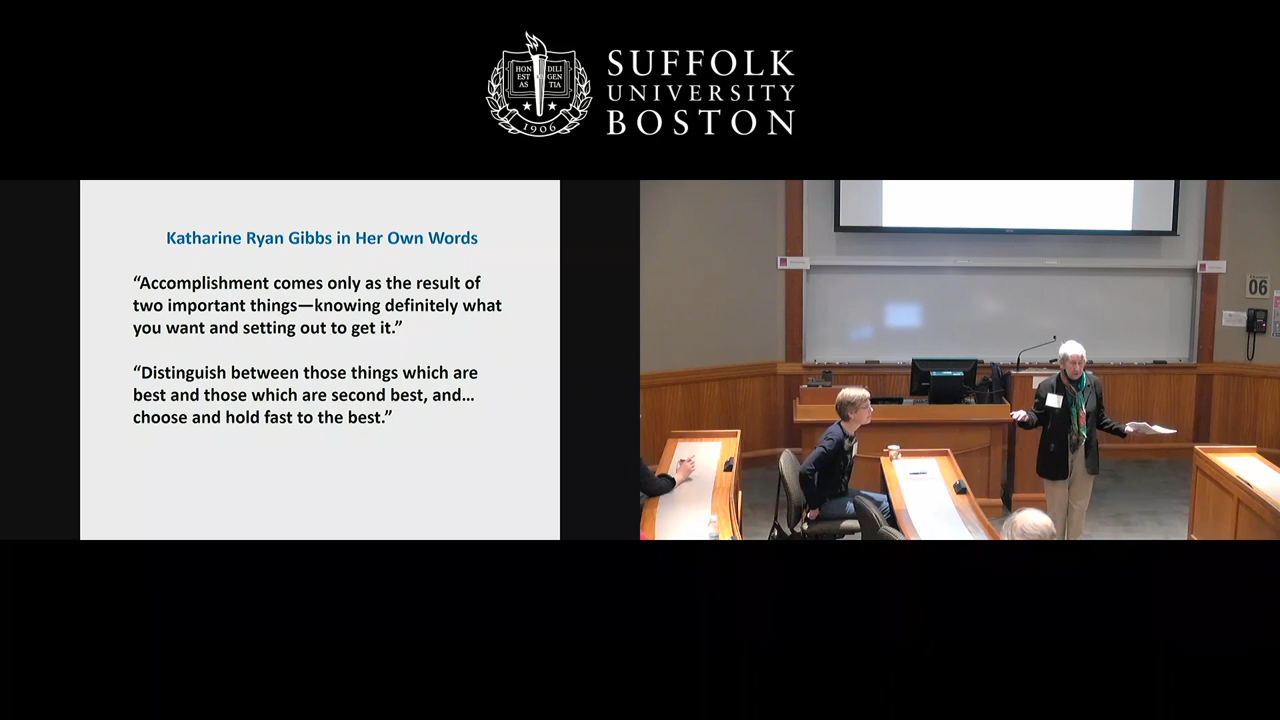 HON DILI
EST GEN
AS TIA
1906
SUFFOLK
UNIVERSITY
BOSTON
Katharine Ryan Gibbs in Her Own Words
“Accomplishment comes only as the result of
two important things—knowing definitely what
you want and setting out to get it.”
“Distinguish between those things which are
best and those which are second best, and…
choose and hold fast to the best.”
06